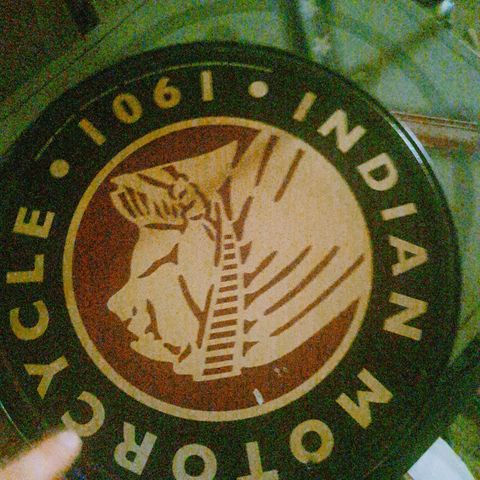 INDIAN MOTORCYCLE • 1901 •